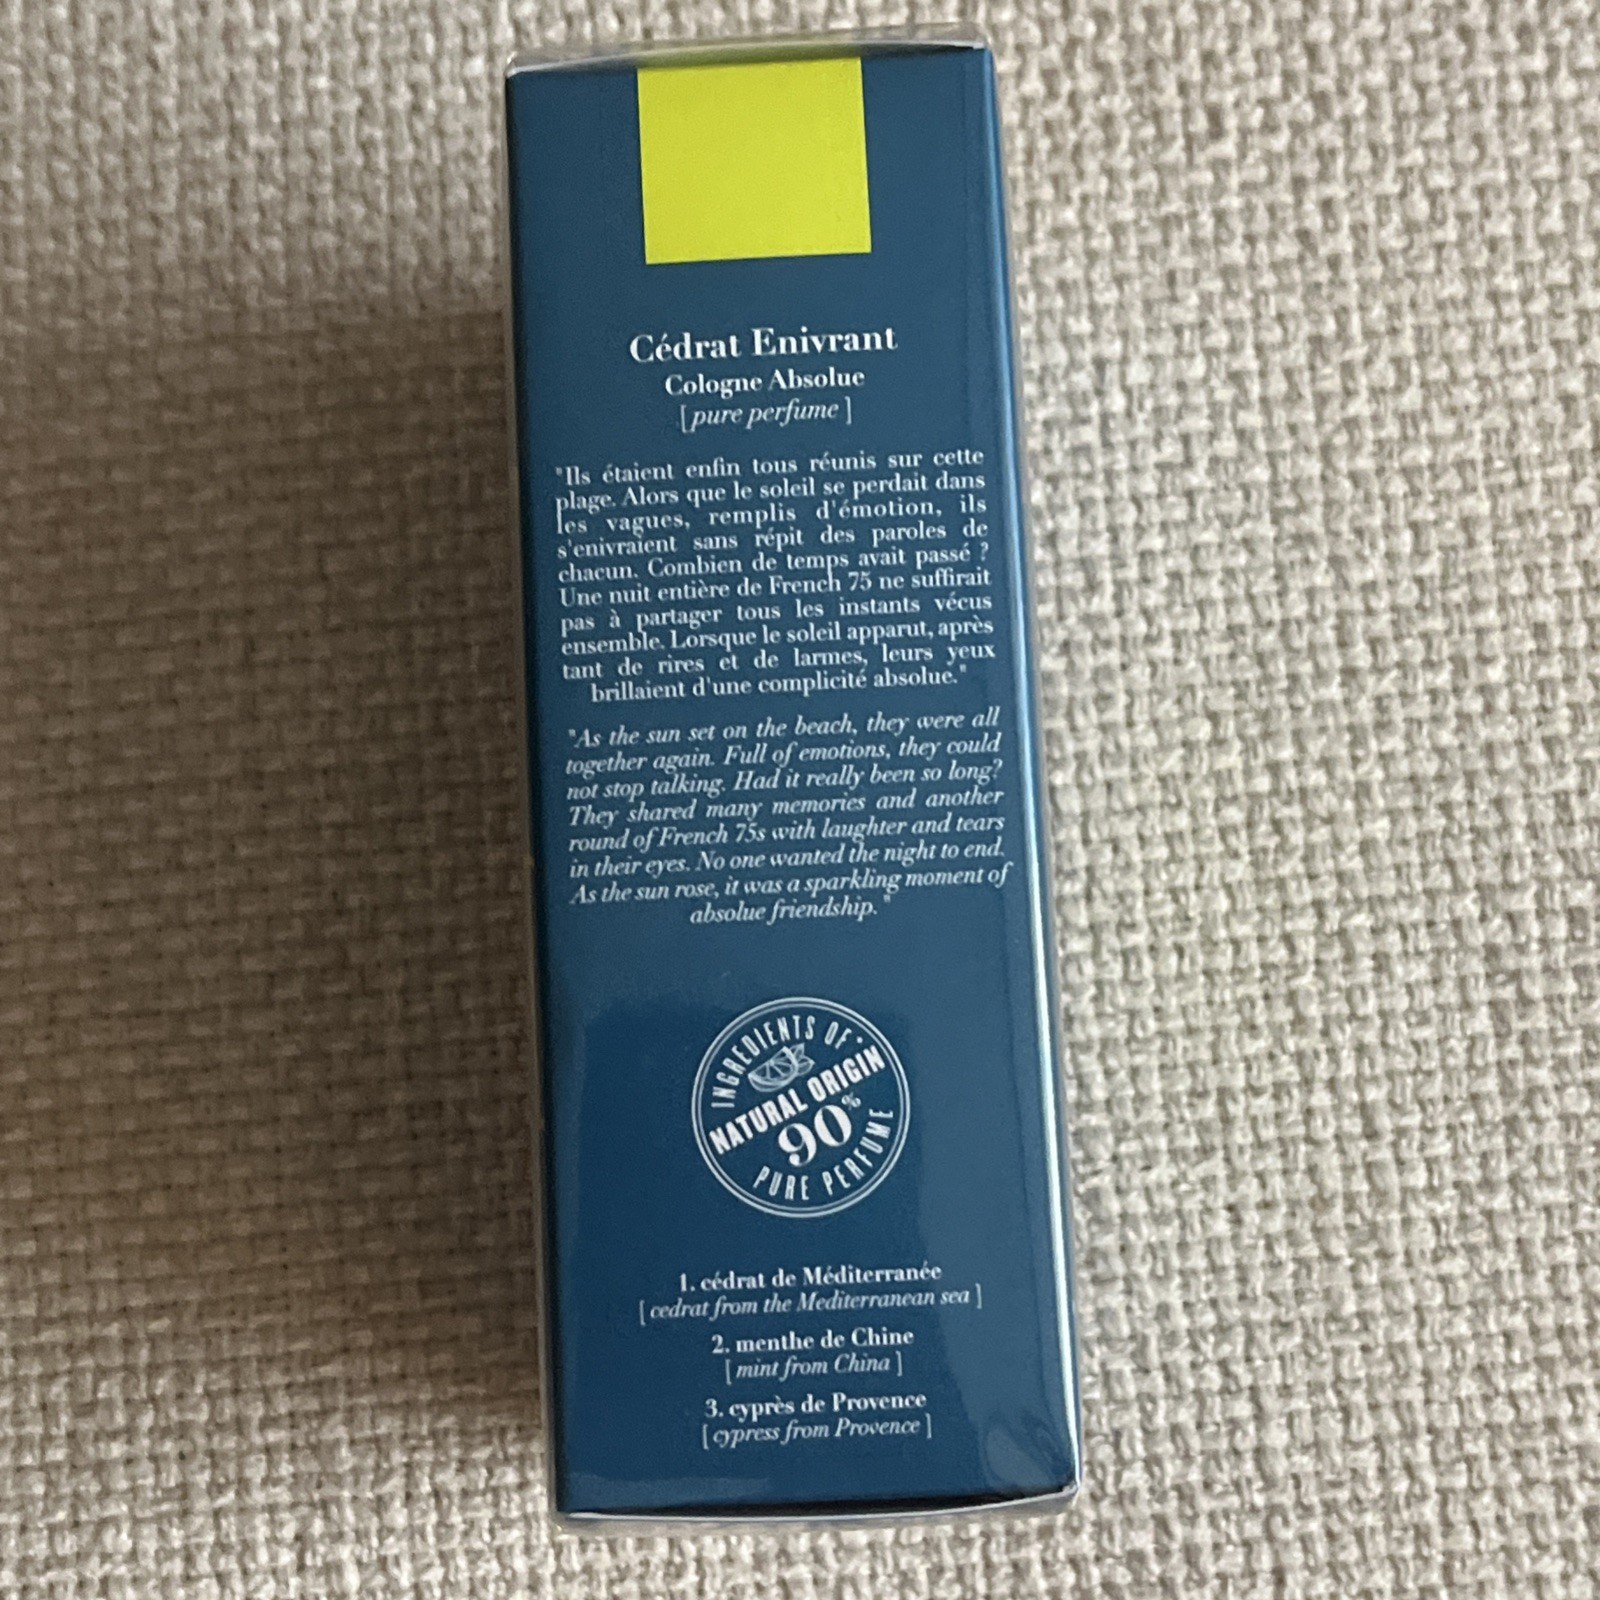 Cédrat Enivrant
Cologne Absolue
[ pure perfume ]
"Ils étaient enfin tous réunis sur cette
plage. Alors que le soleil se perdait dans
les vagues, remplis d'émotion, ils
s'enivraient sans répit des paroles de
chacun. Combien de temps avait passé ?
Une nuit entière de French 75 ne suffirait
pas à partager tous les instants vécus
ensemble. Lorsque le soleil apparut, après
tant de rires et de larmes, leurs yeux
brillaient d'une complicité absolue."
"As the sun set on the beach, they were all
together again. Full of emotions, they could
not stop talking. Had it really been so long?
They shared many memories and another
round of French 75s with laughter and tears
in their eyes. No one wanted the night to end.
As the sun rose, it was a sparkling moment of
absolue friendship."
INGREDIENTS OF*
NATURAL ORIGIN
90%
PURE PERFUME
1. cédrat de Méditerranée
[ cedrat from the Mediterranean sea ]
2. menthe de Chine
[ mint from China ]
3. cyprès de Provence
[ cypress from Provence ]